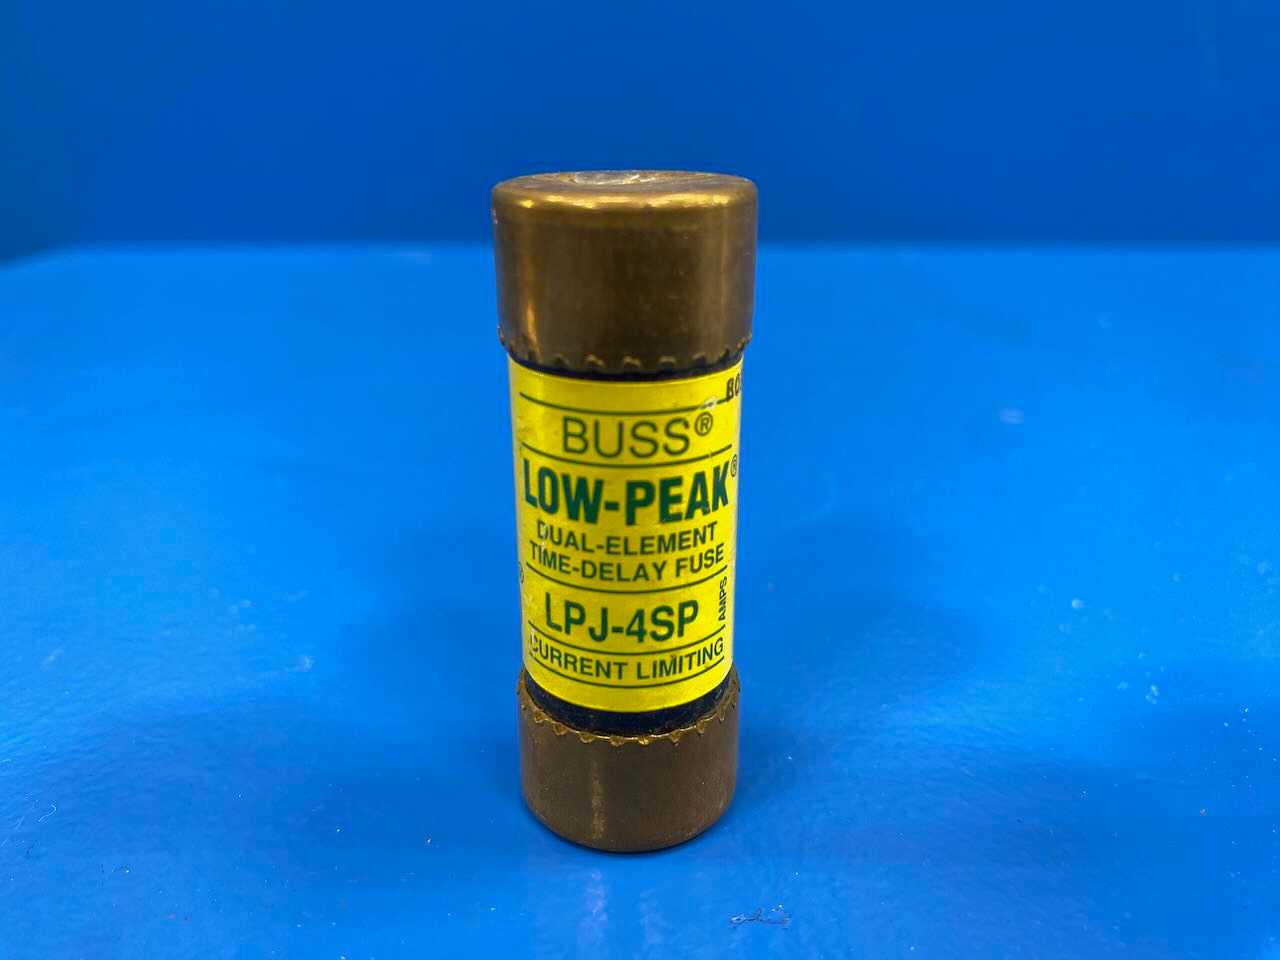 BUSS®
LOW-PEAK®
DUAL-ELEMENT
TIME-DELAY FUSE
LPJ-4SP
AMPS
CURRENT LIMITING